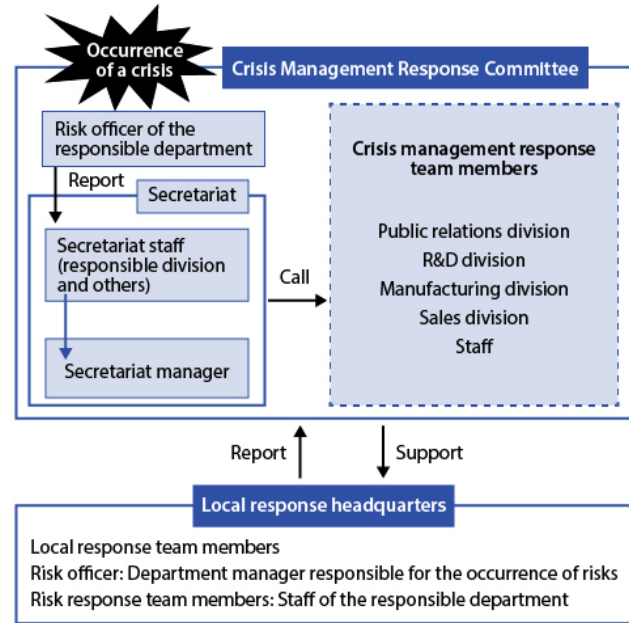 Occurrence
of a crisis
Crisis Management Response Committee
Risk officer of the
responsible department
Report
Secretariat
Secretariat staff
(responsible division
and others)
Secretariat manager
Call
Crisis management response
team members
Public relations division
R&D division
Manufacturing division
Sales division
Staff
Report
Support
Local response headquarters
Local response team members
Risk officer: Department manager responsible for the occurrence of risks
Risk response team members: Staff of the responsible department